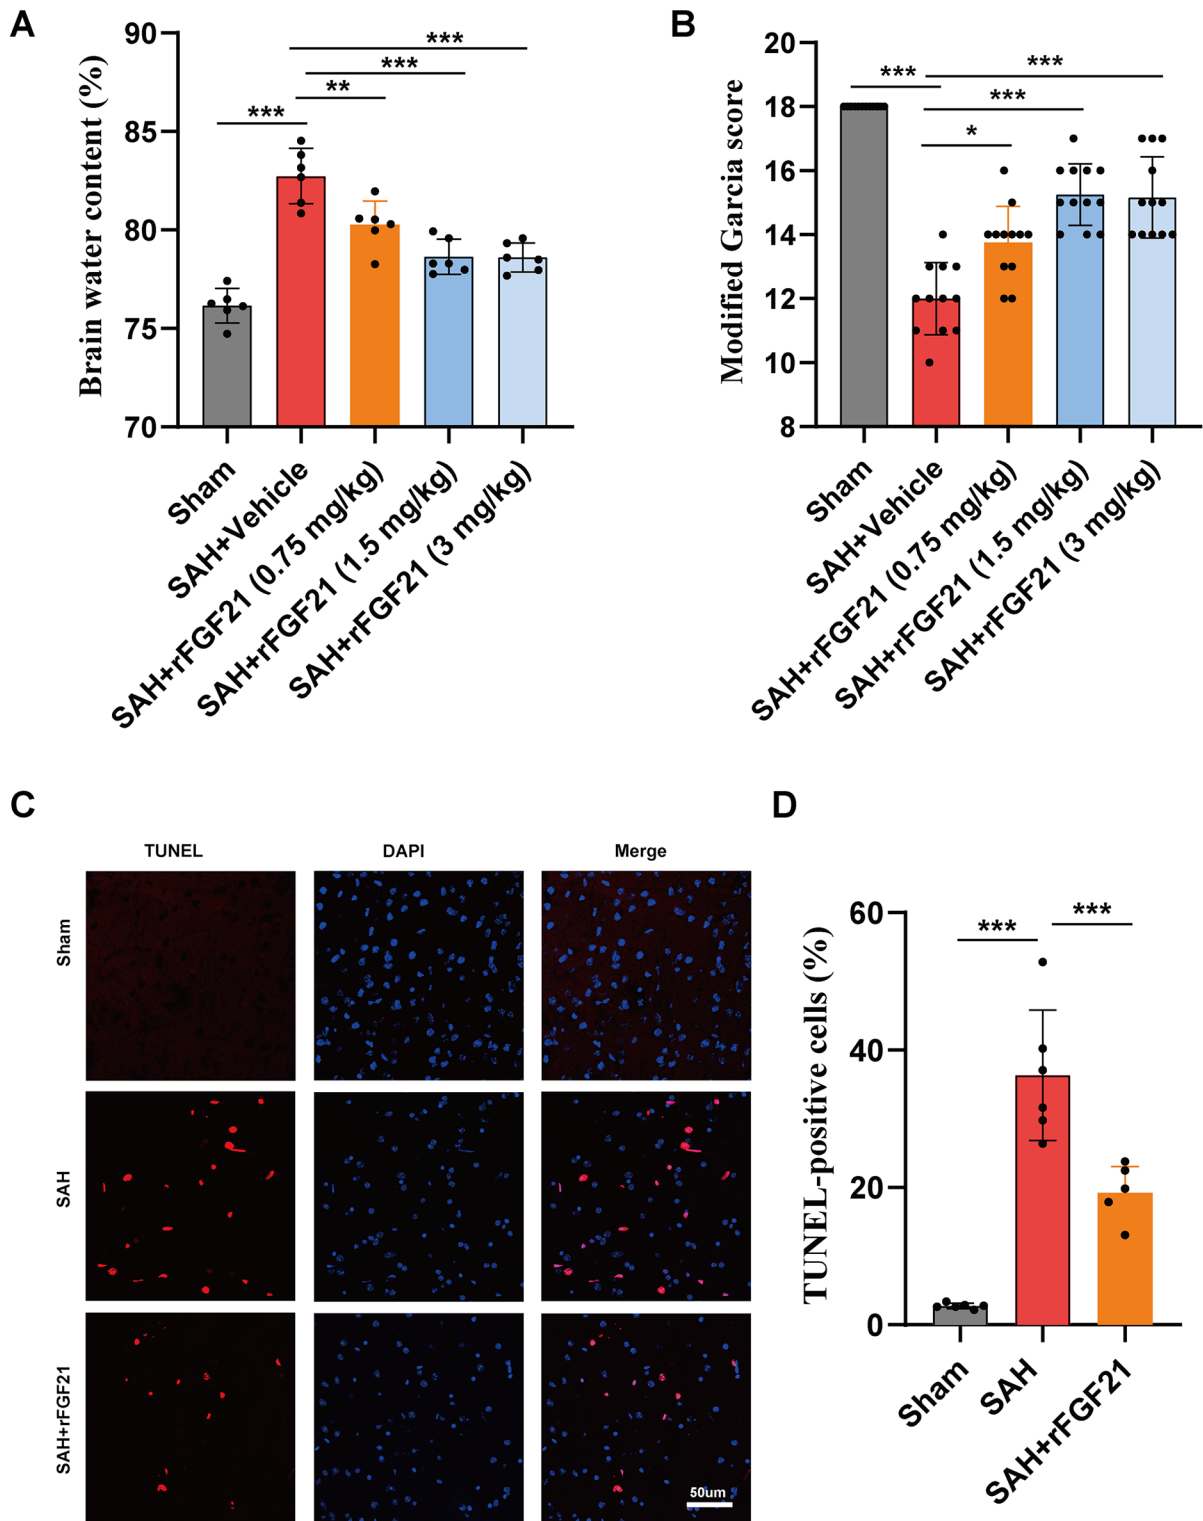 A
Brain water content (%)
90
85
80
75
70
***
***
**
***
Sham
SAH+Vehicle
SAH+rFGF21 (0.75 mg/kg)
SAH+rFGF21 (1.5 mg/kg)
SAH+rFGF21 (3 mg/kg)
B
Modified Garcia score
20
18
16
14
12
10
8
***
***
***
*
Sham
SAH+Vehicle
SAH+rFGF21 (0.75 mg/kg)
SAH+rFGF21 (1.5 mg/kg)
SAH+rFGF21 (3 mg/kg)
C
TUNEL DAPI Merge
Sham
SAH
SAH+rFGF21
50um
D
TUNEL-positive cells (%)
60
40
20
0
***
***
Sham
SAH
SAH+rFGF21